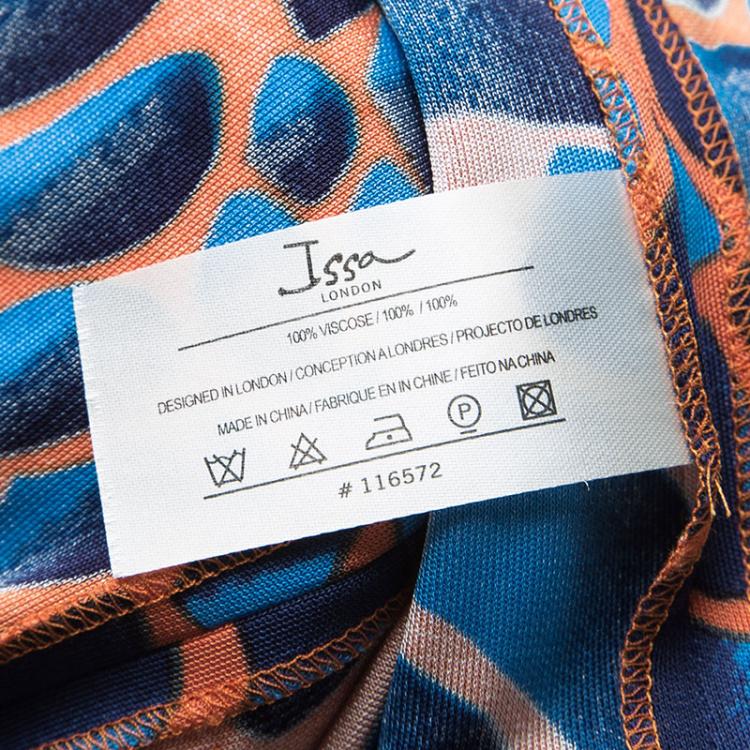 Issa
LONDON
100% VISCOSE / 100% / 100%
DESIGNED IN LONDON / CONCEPTION A LONDRES / PROJECTO DE LONDRES
MADE IN CHINA / FABRIQUE EN IN CHINE / FEITO NA CHINA
P
# 116572